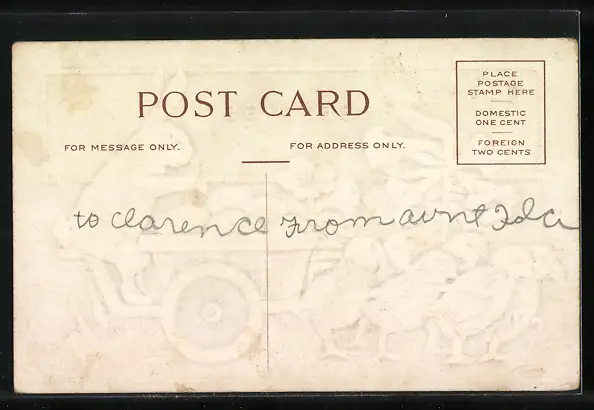 PLACE
POSTAGE
STAMP HERE
DOMESTIC
ONE CENT
FOREIGN
TWO CENTS
POST CARD
FOR MESSAGE ONLY.
FOR ADDRESS ONLY.
to Clarence From aunt Ida